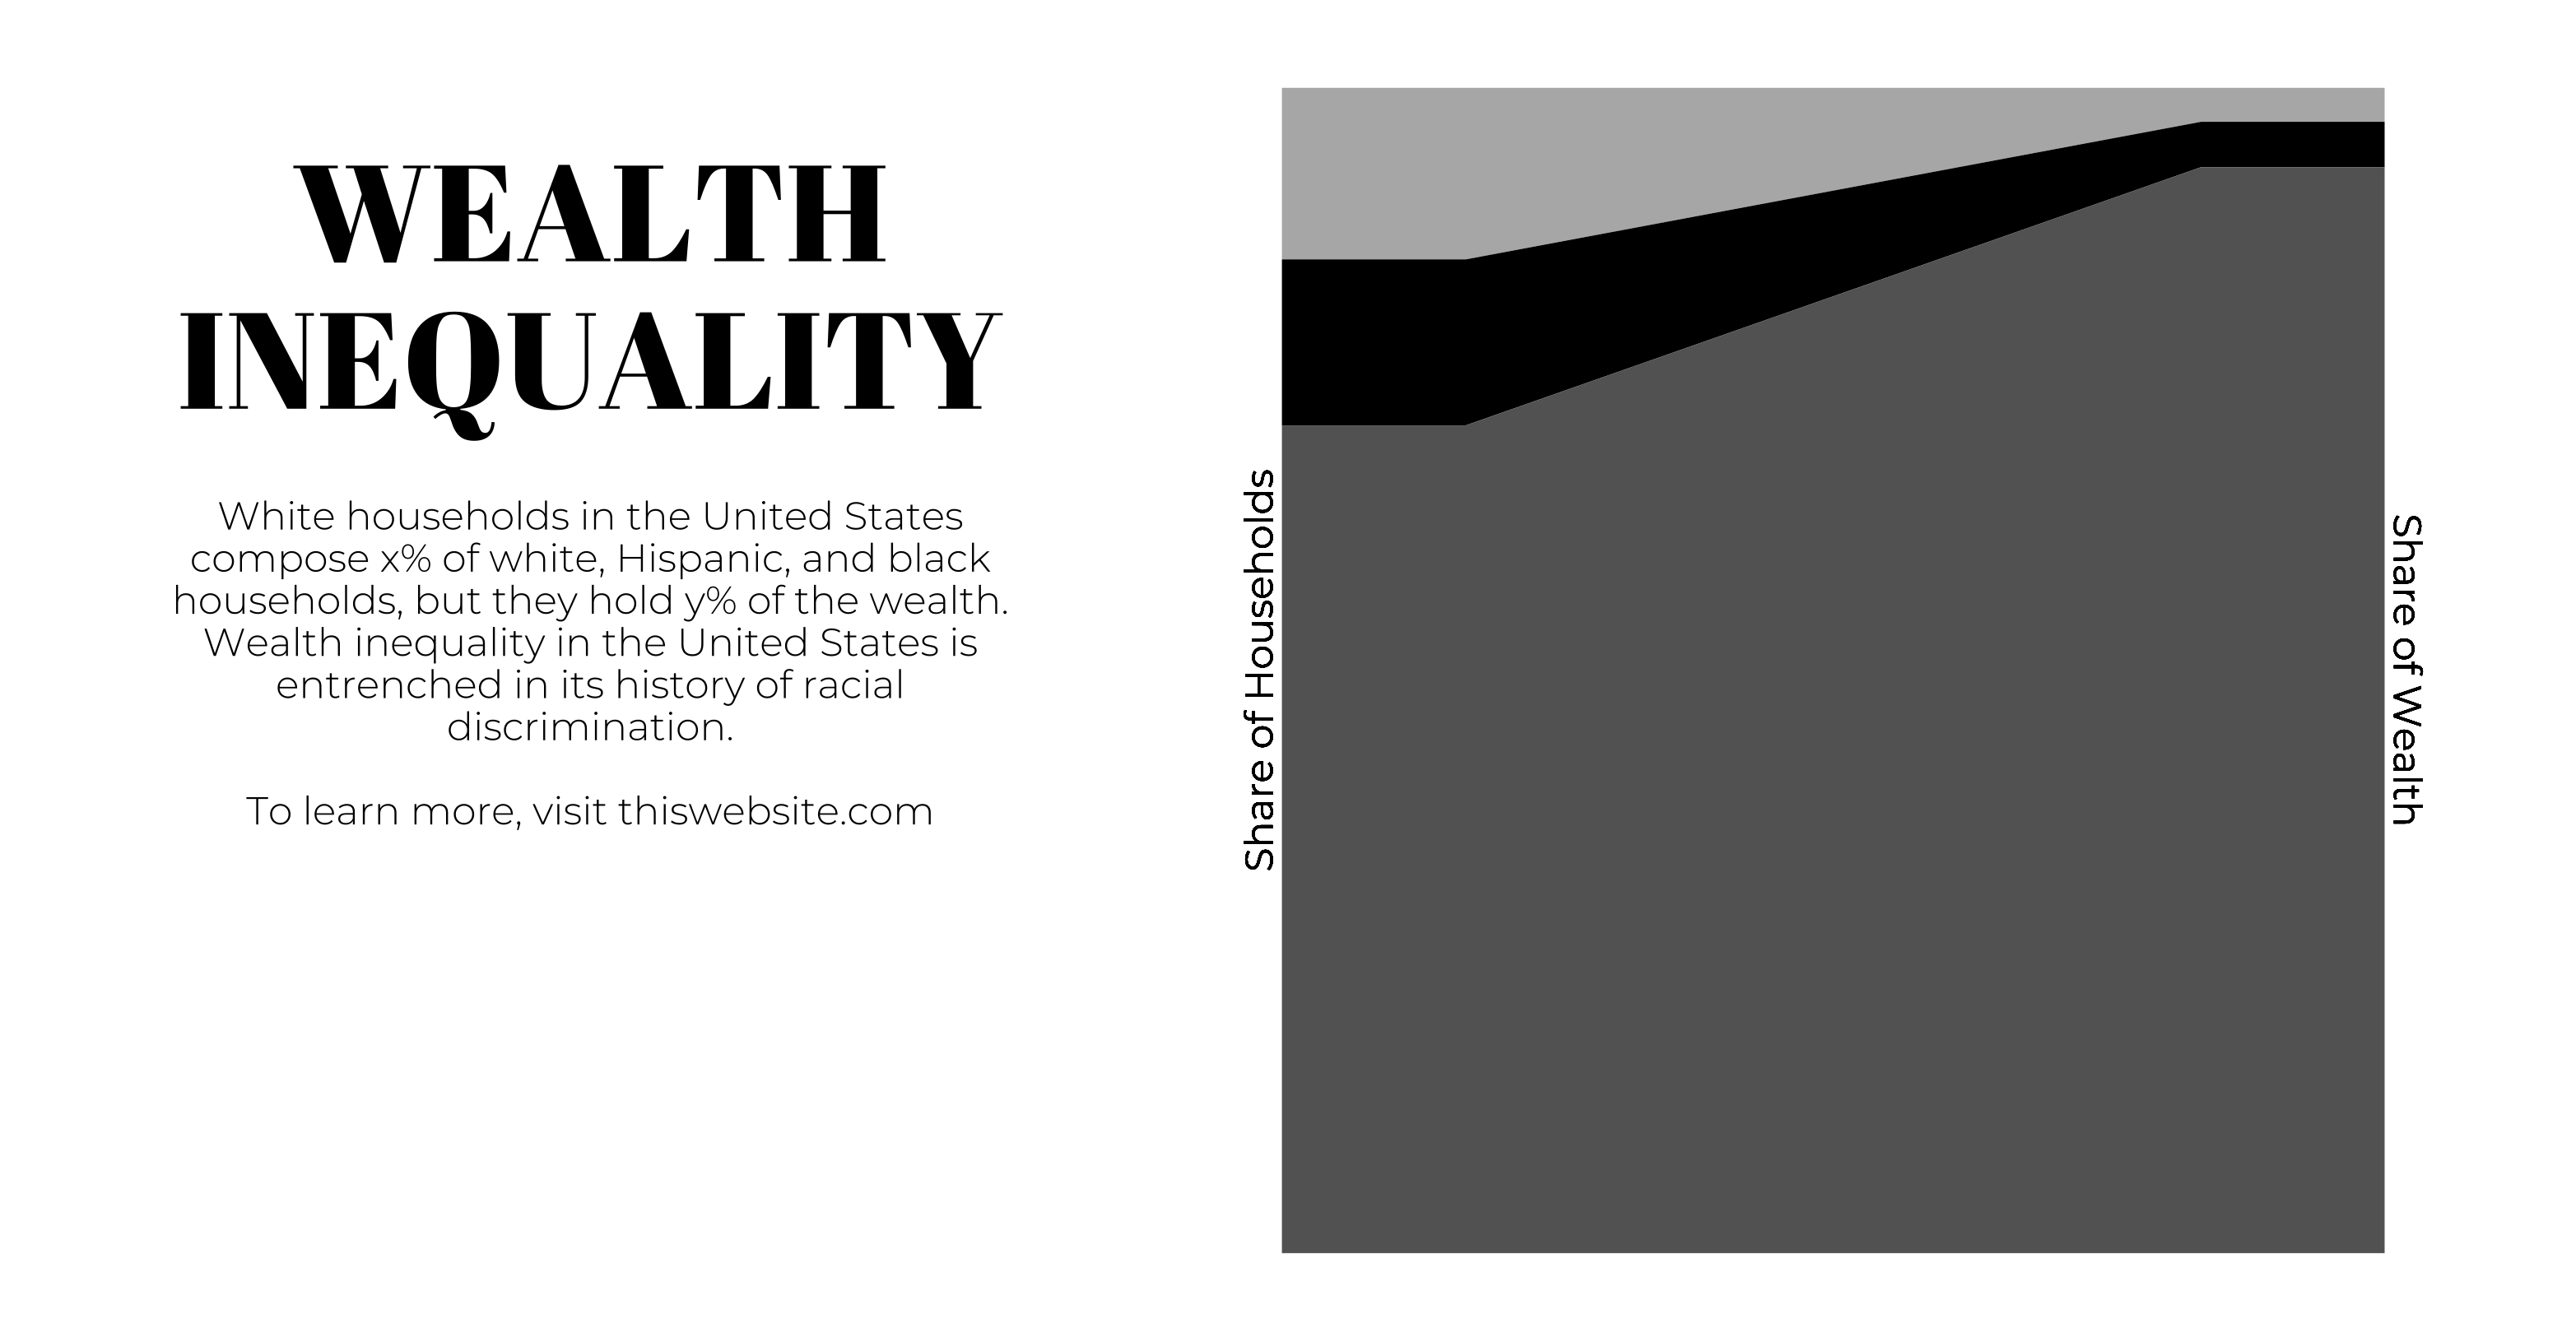 WEALTH
INEQUALITY
White households in the United States
compose x% of white, Hispanic, and black
households, but they hold y% of the wealth.
Wealth inequality in the United States is
entrenched in its history of racial
discrimination.
To learn more, visit thiswebsite.com
Share of Households
Share of Wealth